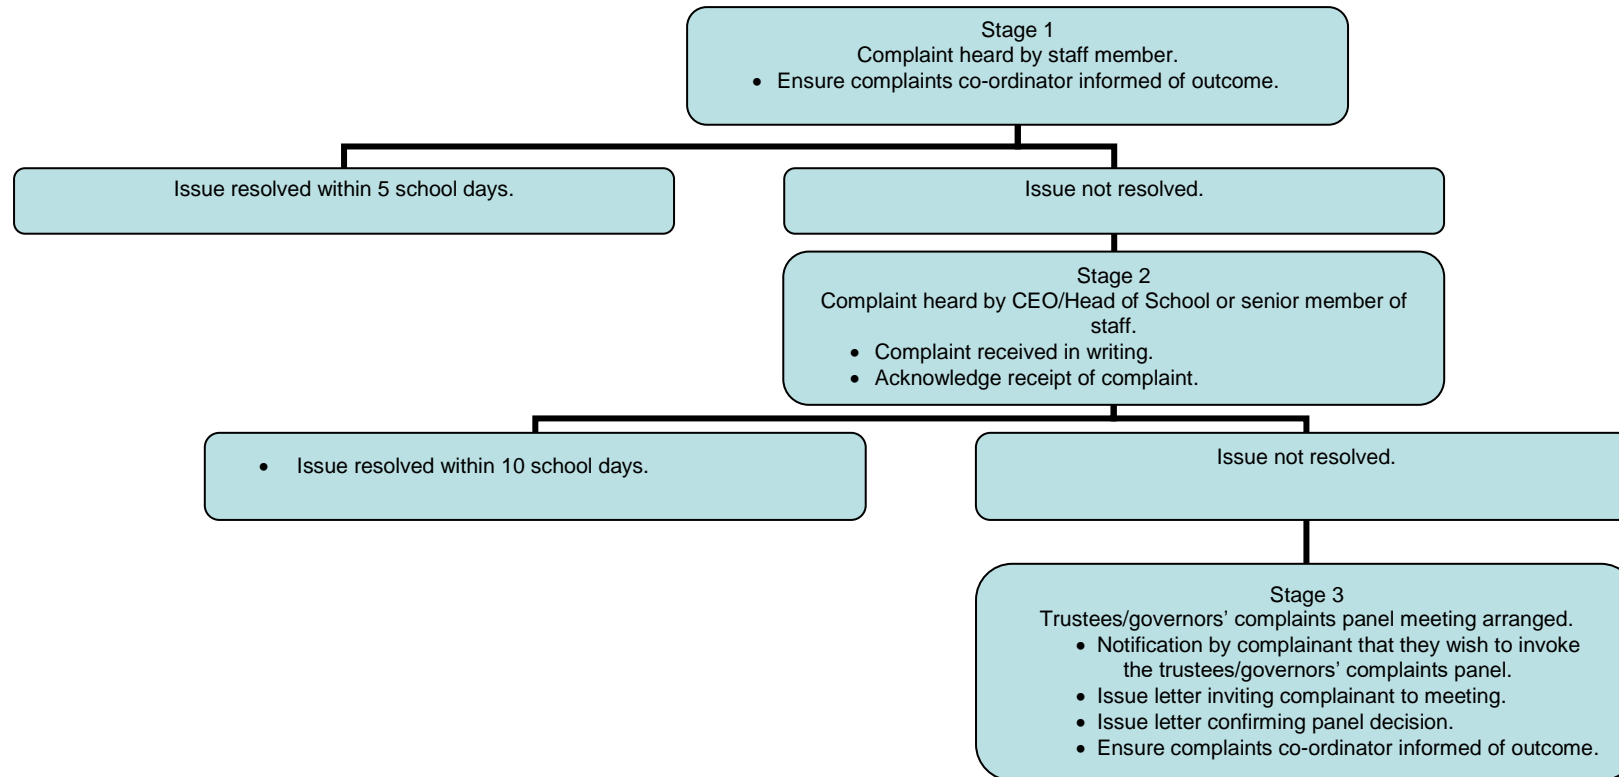 Stage 1
Complaint heard by staff member.
• Ensure complaints co-ordinator informed of outcome.
Issue resolved within 5 school days.
Issue not resolved.
Stage 2
Complaint heard by CEO/Head of School or senior member of
staff.
• Complaint received in writing.
• Acknowledge receipt of complaint.
• Issue resolved within 10 school days.
Issue not resolved.
Stage 3
Trustees/governors’ complaints panel meeting arranged.
• Notification by complainant that they wish to invoke
the trustees/governors’ complaints panel.
• Issue letter inviting complainant to meeting.
• Issue letter confirming panel decision.
• Ensure complaints co-ordinator informed of outcome.